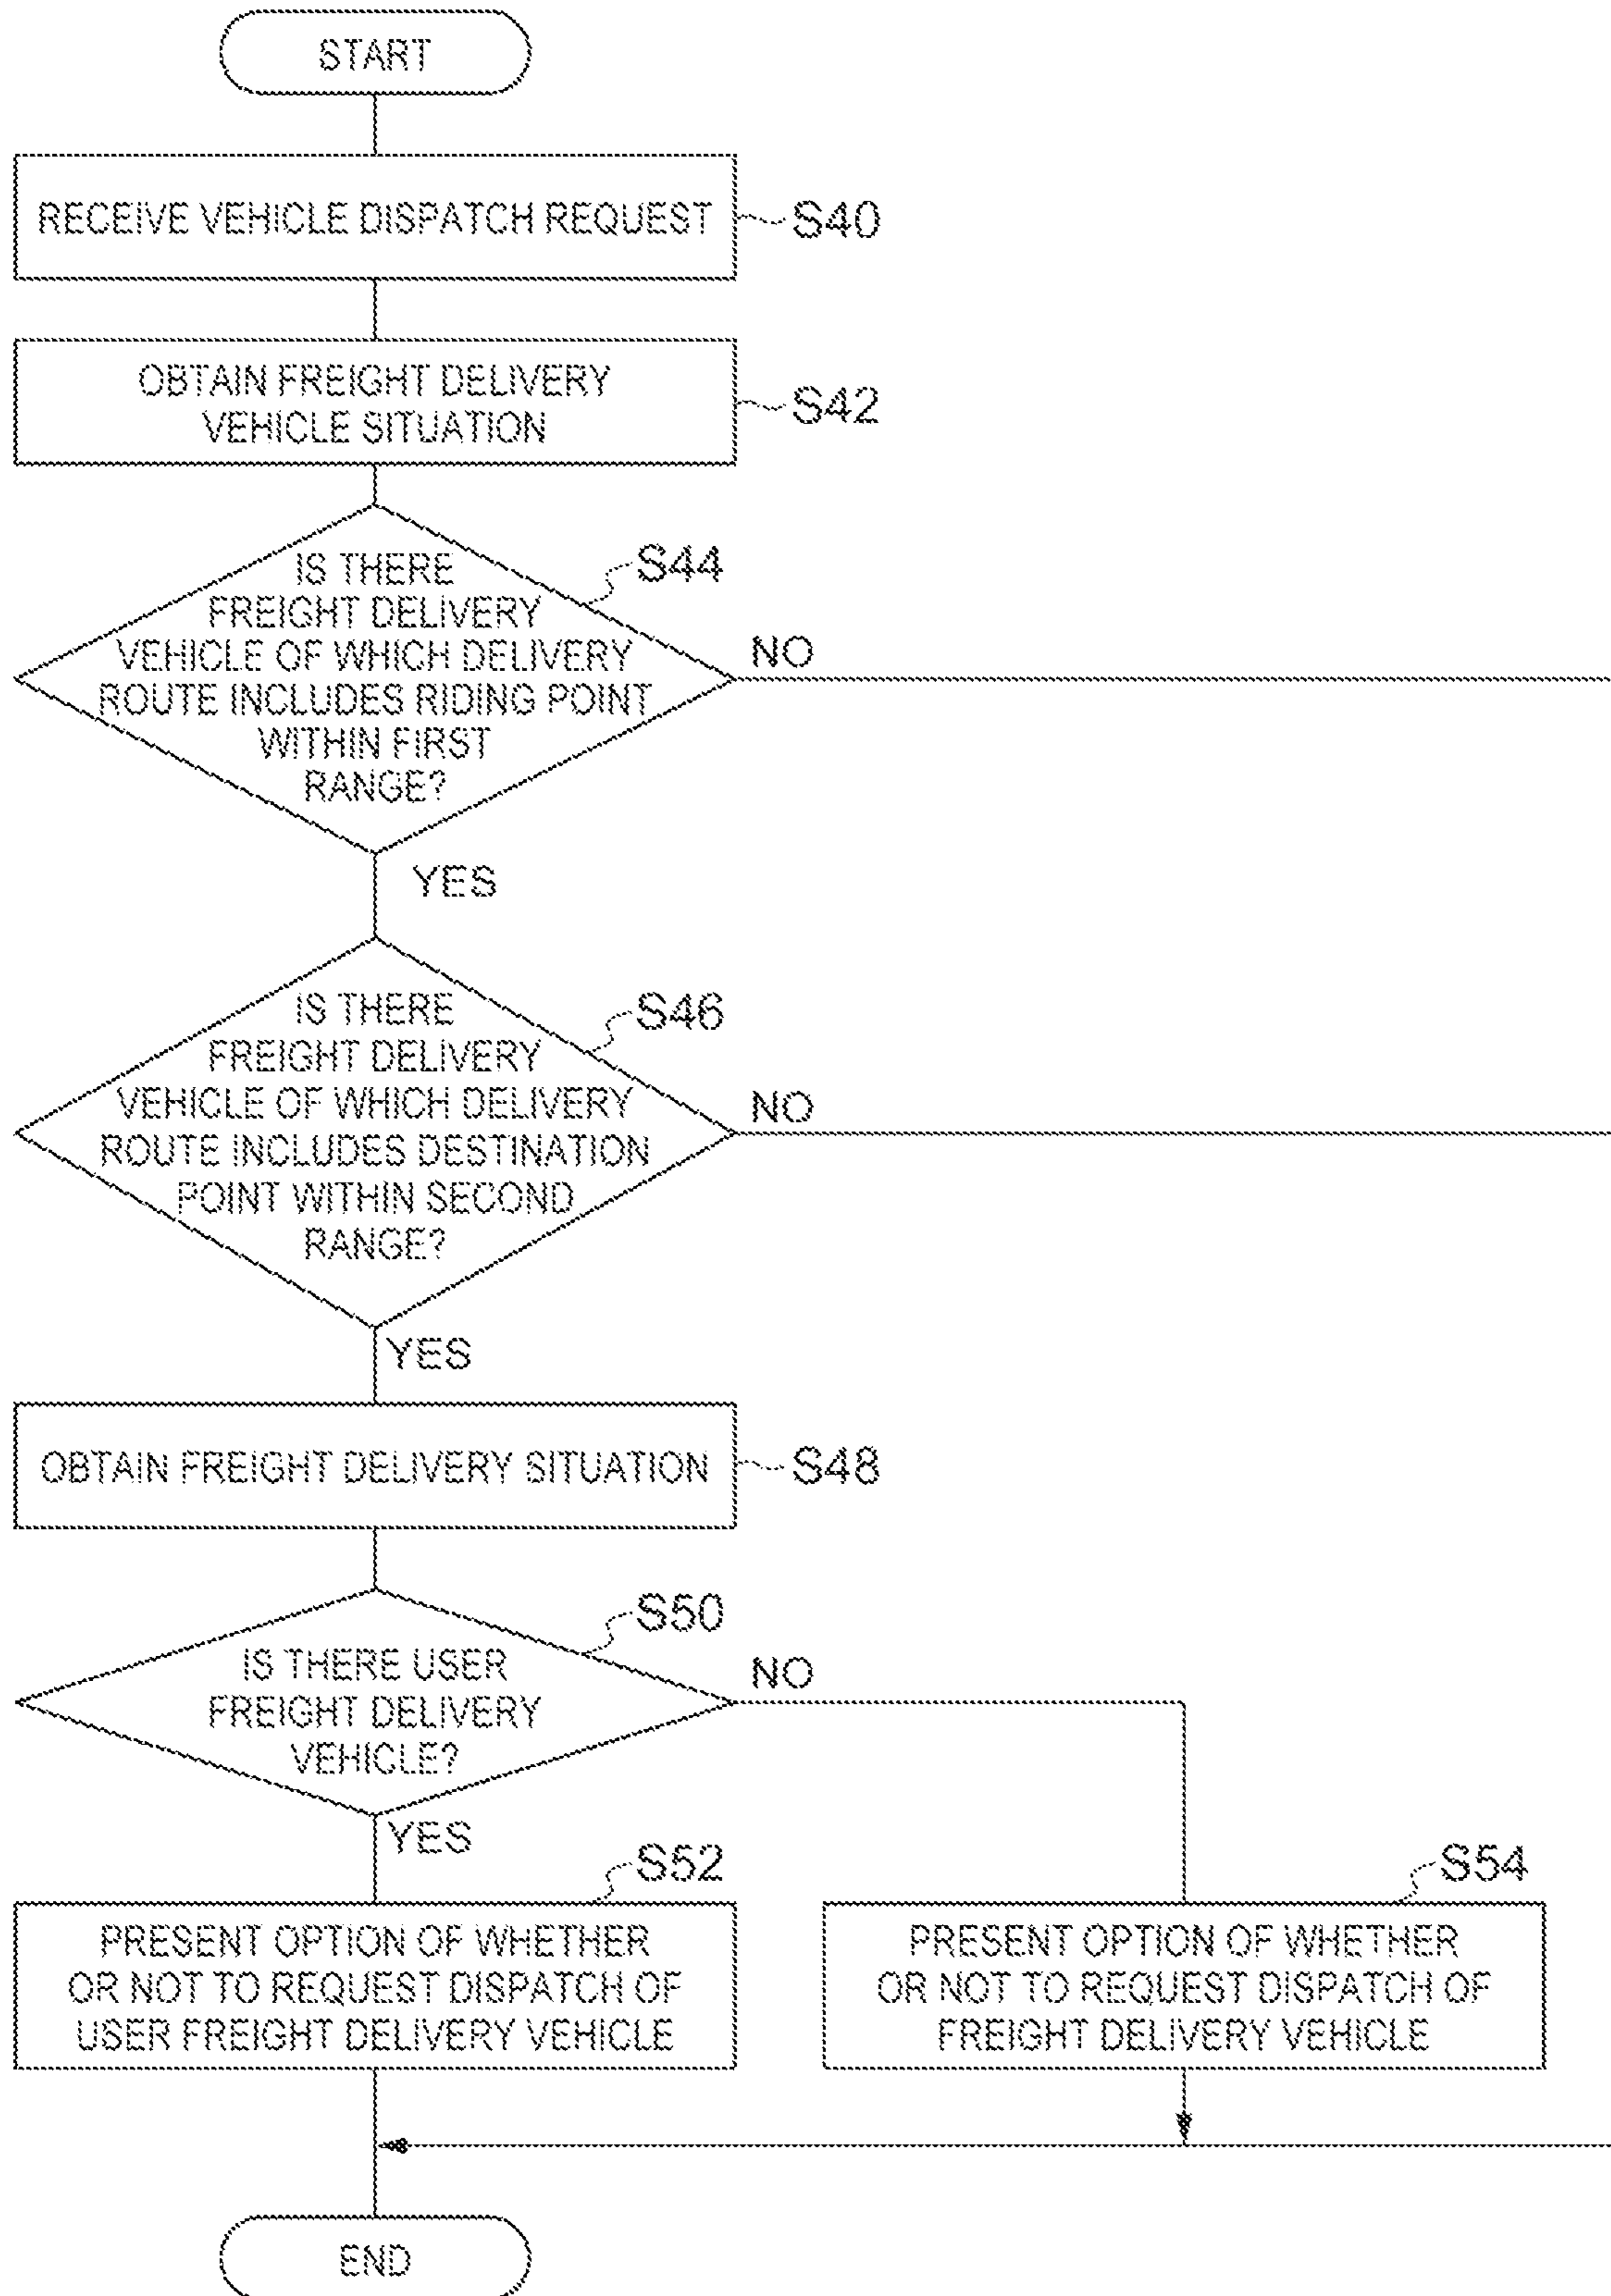 START
RECEIVE VEHICLE DISPATCH REQUEST
S40
OBTAIN FREIGHT DELIVERY
VEHICLE SITUATION
S42
IS THERE
FREIGHT DELIVERY
VEHICLE OF WHICH DELIVERY
ROUTE INCLUDES RIDING POINT
WITHIN FIRST
RANGE?
S44
NO
YES
IS THERE
FREIGHT DELIVERY
VEHICLE OF WHICH DELIVERY
ROUTE INCLUDES DESTINATION
POINT WITHIN SECOND
RANGE?
S46
NO
YES
OBTAIN FREIGHT DELIVERY SITUATION
S48
IS THERE USER
FREIGHT DELIVERY
VEHICLE?
S50
NO
YES
S52
PRESENT OPTION OF WHETHER
OR NOT TO REQUEST DISPATCH OF
USER FREIGHT DELIVERY VEHICLE
S54
PRESENT OPTION OF WHETHER
OR NOT TO REQUEST DISPATCH OF
FREIGHT DELIVERY VEHICLE
END